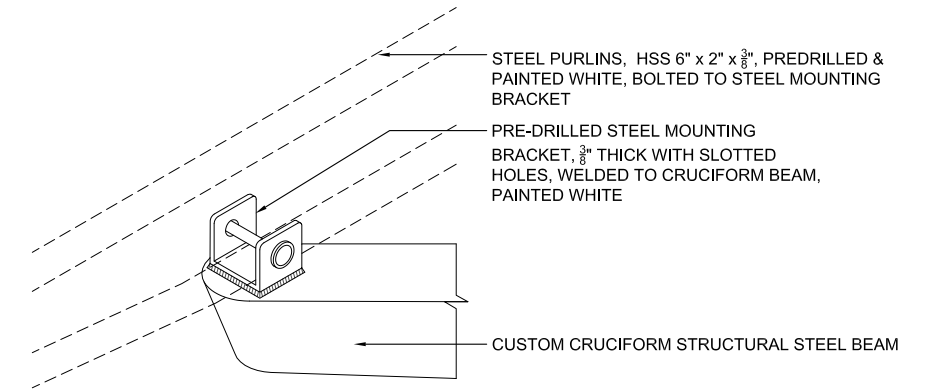 STEEL PURLINS, HSS 6" x 2" x 3/8", PREDRILLED &
PAINTED WHITE, BOLTED TO STEEL MOUNTING
BRACKET
PRE-DRILLED STEEL MOUNTING
BRACKET, 3/8" THICK WITH SLOTTED
HOLES, WELDED TO CRUCIFORM BEAM,
PAINTED WHITE
CUSTOM CRUCIFORM STRUCTURAL STEEL BEAM